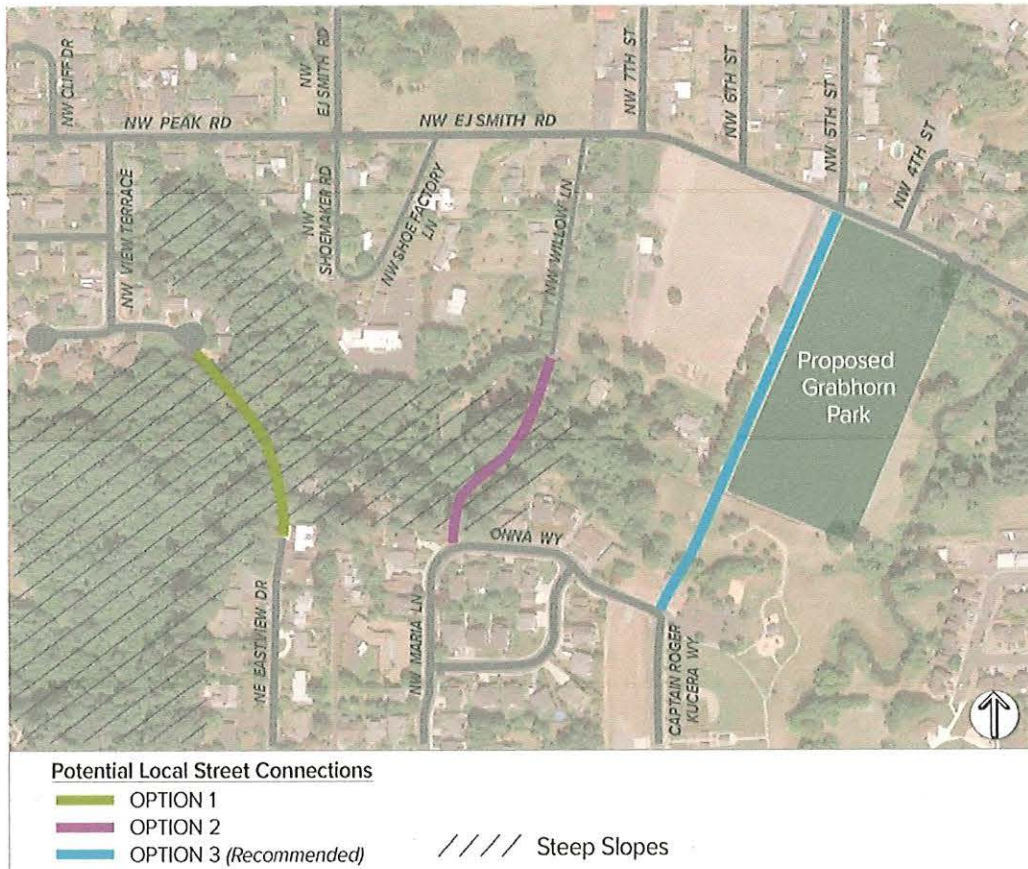 NW CLIFF DR
NW PEAK RD
NW
EJ SMITH RD
NW EJ SMITH RD
NW 7TH ST
NW 6TH ST
NW 5TH ST
NW 4TH ST
NW VIEW TERRACE
NW
SHOEMAKER RD
NW SHOE FACTORY
LN
NW WILLOW LN
Proposed
Grabhorn
Park
ONNA WY
NE EASTVIEW DR
NW MARIA LN
CAPTAIN ROGER
KUCERA WY
Potential Local Street Connections
OPTION 1
OPTION 2
OPTION 3 (Recommended)
Steep Slopes